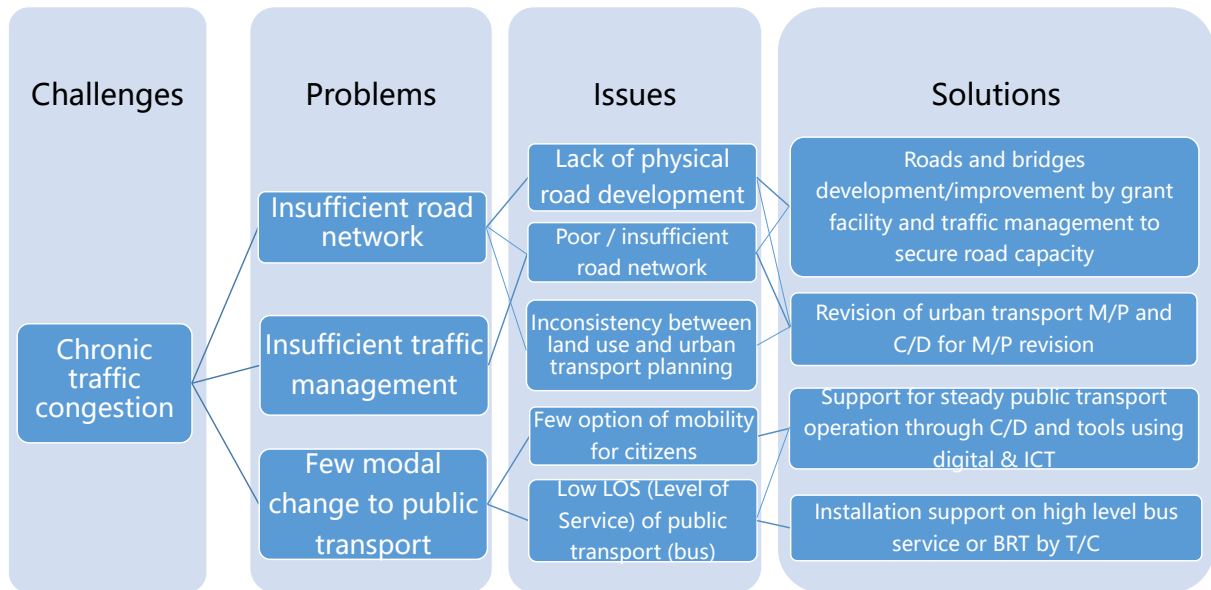 Challenges
Problems
Issues
Solutions
Chronic
traffic
congestion
Insufficient road
network
Insufficient traffic
management
Few modal
change to public
transport
Lack of physical
road development
Poor / insufficient
road network
Inconsistency between
land use and urban
transport planning
Few option of mobility
for citizens
Low LOS (Level of
Service) of public
transport (bus)
Roads and bridges
development/improvement by grant
facility and traffic management to
secure road capacity
Revision of urban transport M/P and
C/D for M/P revision
Support for steady public transport
operation through C/D and tools using
digital & ICT
Installation support on high level bus
service or BRT by T/C